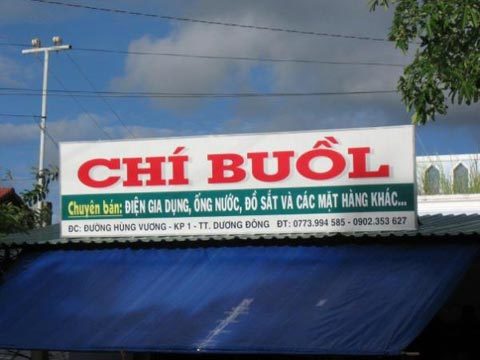 CHÍ BUỒL
Chuyên bán: ĐIỆN GIA DỤNG, ỐNG NƯỚC, ĐỒ SẮT VÀ CÁC MẶT HÀNG KHÁC...
ĐC: ĐƯỜNG HÙNG VƯƠNG - KP 1 - TT. DƯƠNG ĐÔNG ĐT: 0773.994 585 - 0902.353 627